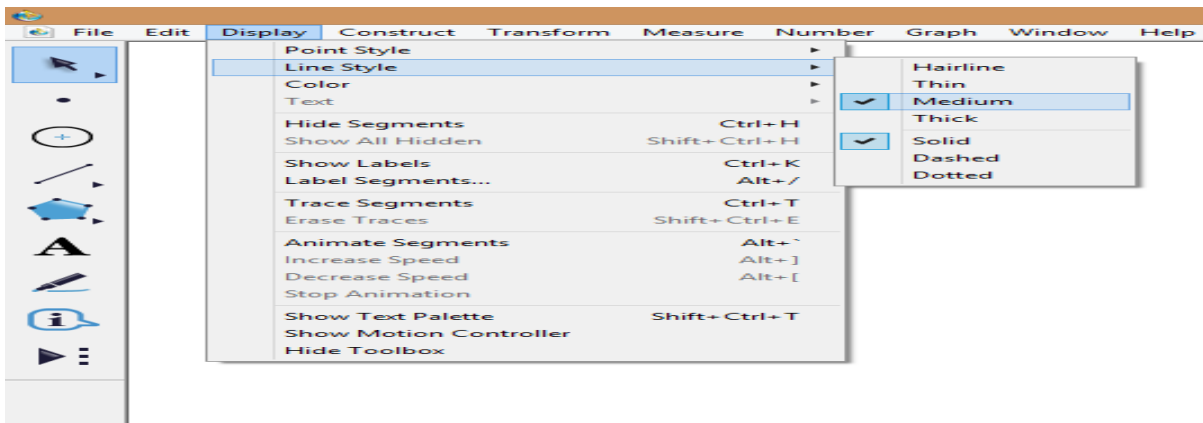 File Edit Display Construct Transform Measure Number Graph Window Help
Point Style
Line Style
Color
Text
Hide Segments Ctrl+H
Show All Hidden Shift+Ctrl+H
Show Labels Ctrl+K
Label Segments... Alt+/
Trace Segments Ctrl+T
Erase Traces Shift+Ctrl+E
Animate Segments Alt+`
Increase Speed Alt+]
Decrease Speed Alt+[
Stop Animation
Show Text Palette Shift+Ctrl+T
Show Motion Controller
Hide Toolbox
Hairline
Thin
Medium
Thick
Solid
Dashed
Dotted
A
i